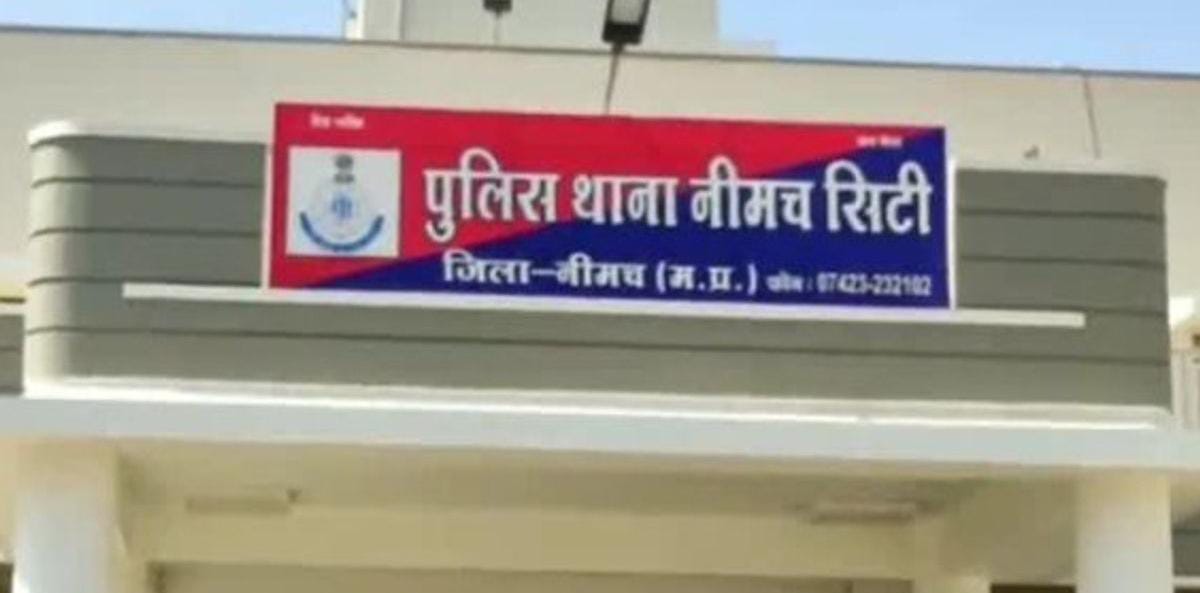 पुलिस थाना नीमच सिटी
जिला-नीमच (म.प्र.) फोन : 07423-232102